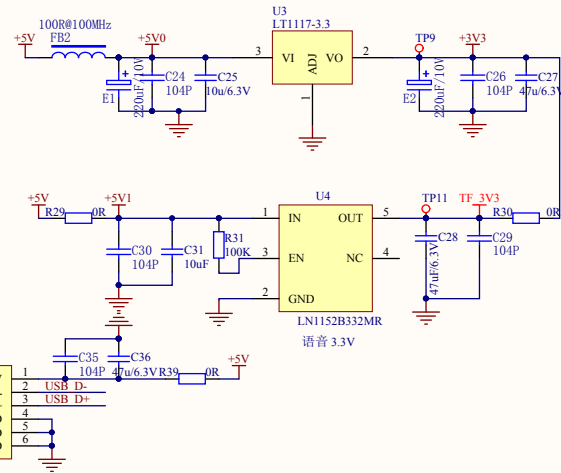 U3
LT1117-3.3
100R@100MHz
FB2
+5V
+5V0
3
VI
ADJ
VO
2
1
TP9
+3V3
E1
220uF/10V
C24
104P
C25
10u/6.3V
E2
220uF/10V
C26
104P
C27
47u/6.3V
+5V
R29
0R
+5V1
U4
1
IN
OUT
5
3
EN
NC
4
2
GND
LN1152B332MR
语音 3.3V
C30
104P
C31
10uF
R31
100K
TP11
TF_3V3
R30
0R
C28
47uF/6.3V
C29
104P
C35
104P
C36
47u/6.3V
R39
0R
+5V
1
2
USB D-
3
USB D+
4
5
6